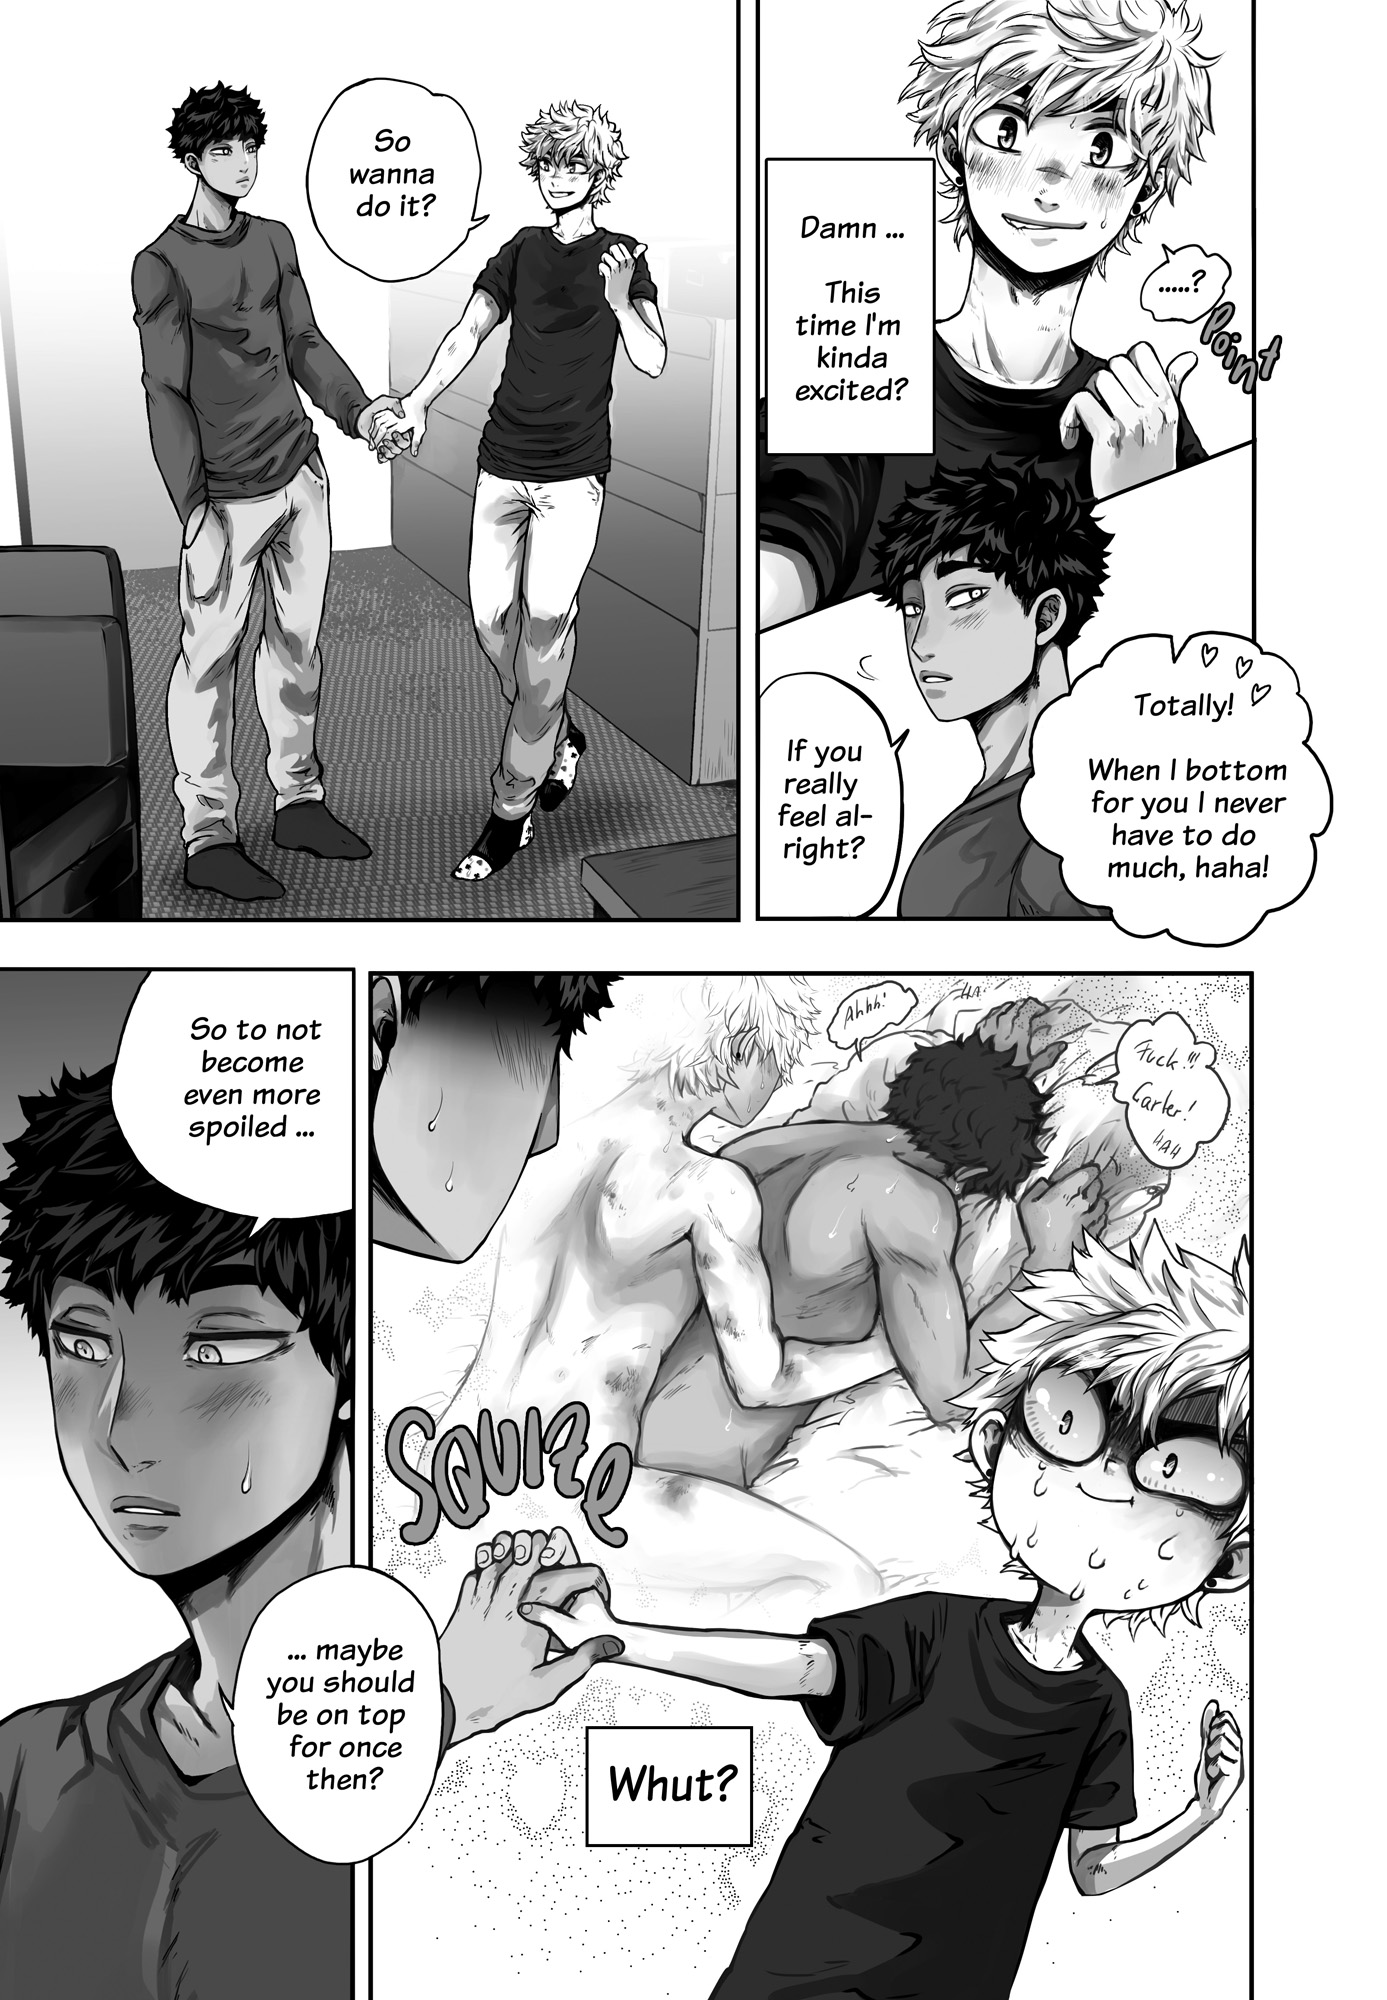 So
wanna
do it?
Damn ...
This
time I'm
kinda
excited?
......?
Point
If you
really
feel al-
right?
Totally!
When I bottom
for you I never
have to do
much, haha!
So to not
become
even more
spoiled ...
... maybe
you should
be on top
for once
then?
Ahhh!
HA
Fuck!!!
Carter!
HAH
SQUIZE
Whut?